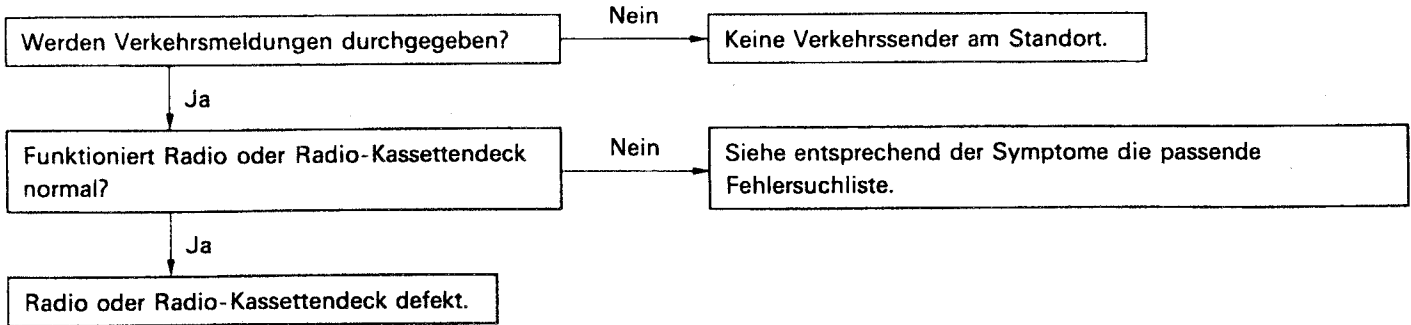 Werden Verkehrsmeldungen durchgegeben?
Nein
Keine Verkehrssender am Standort.
Ja
Funktioniert Radio oder Radio-Kassettendeck
normal?
Nein
Siehe entsprechend der Symptome die passende
Fehlersuchliste.
Ja
Radio oder Radio-Kassettendeck defekt.